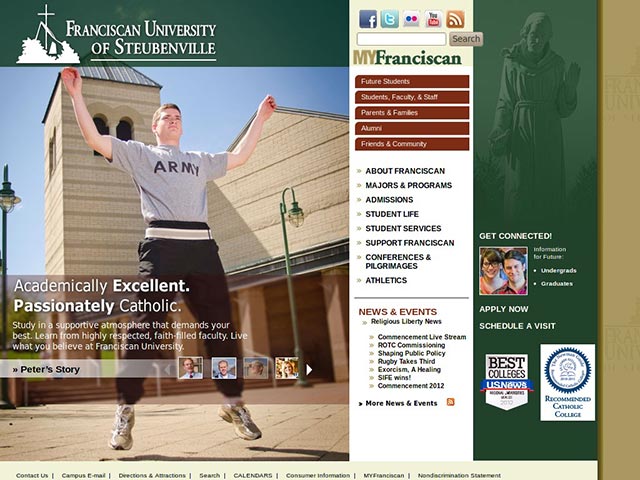 FRANCISCAN UNIVERSITY
OF STEUBENVILLE
Search
MYFranciscan
Future Students
Students, Faculty, & Staff
Parents & Families
Alumni
Friends & Community
» ABOUT FRANCISCAN
» MAJORS & PROGRAMS
» ADMISSIONS
» STUDENT LIFE
» STUDENT SERVICES
» SUPPORT FRANCISCAN
» CONFERENCES &
PILGRIMAGES
» ATHLETICS
NEWS & EVENTS
» Religious Liberty News
» Commencement Live Stream
» ROTC Commissioning
» Shaping Public Policy
» Rugby Takes Third
» Exorcism, A Healing
» SIFE wins!
» Commencement 2012
» More News & Events
ARMY
Academically Excellent.
Passionately Catholic.
Study in a supportive atmosphere that demands your
best. Learn from highly respected, faith-filled faculty. Live
what you believe at Franciscan University.
» Peter's Story
GET CONNECTED!
Information
for Future:
• Undergrads
• Graduates
APPLY NOW
SCHEDULE A VISIT
BEST
COLLEGES
U.S.NEWS
2012
RECOMMENDED
CATHOLIC
COLLEGE
Contact Us | Campus E-mail | Directions & Attractions | Search | CALENDARS | Consumer Information | MYFranciscan | Nondiscrimination Statement